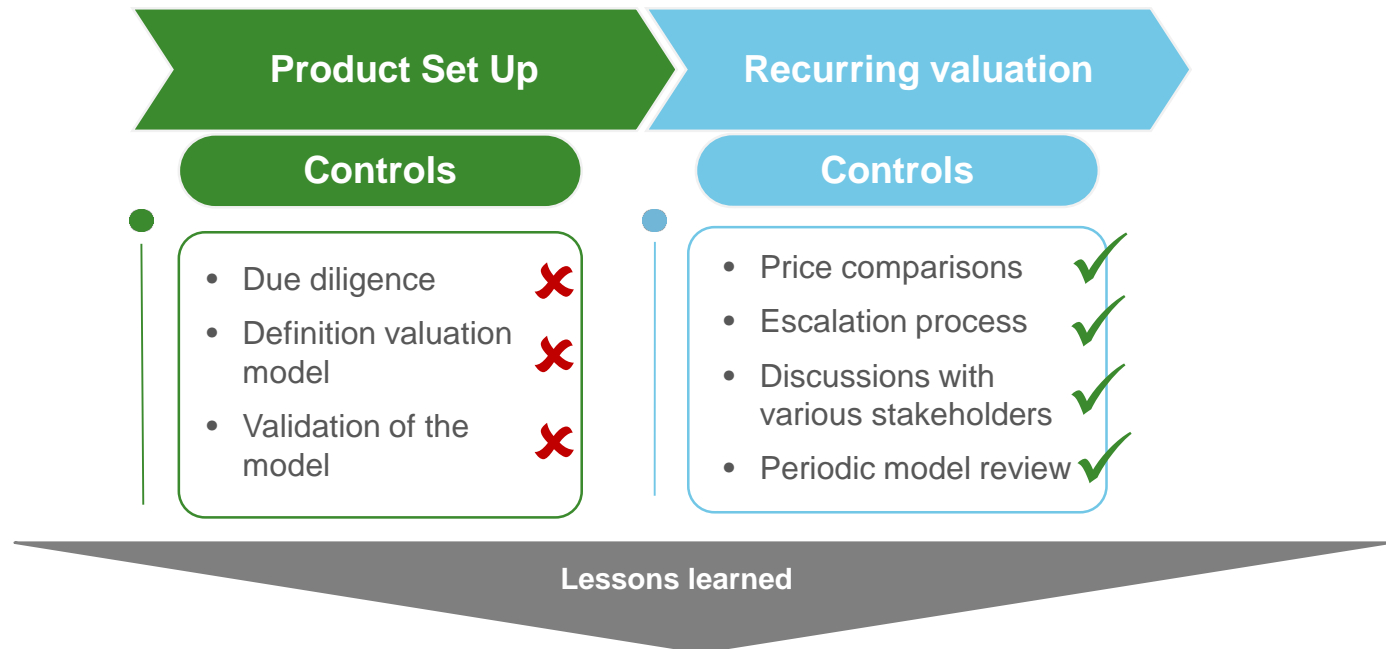 Product Set Up
Recurring valuation
Controls
• Due diligence
• Definition valuation
model
• Validation of the
model
Controls
• Price comparisons
• Escalation process
• Discussions with
various stakeholders
• Periodic model review
Lessons learned